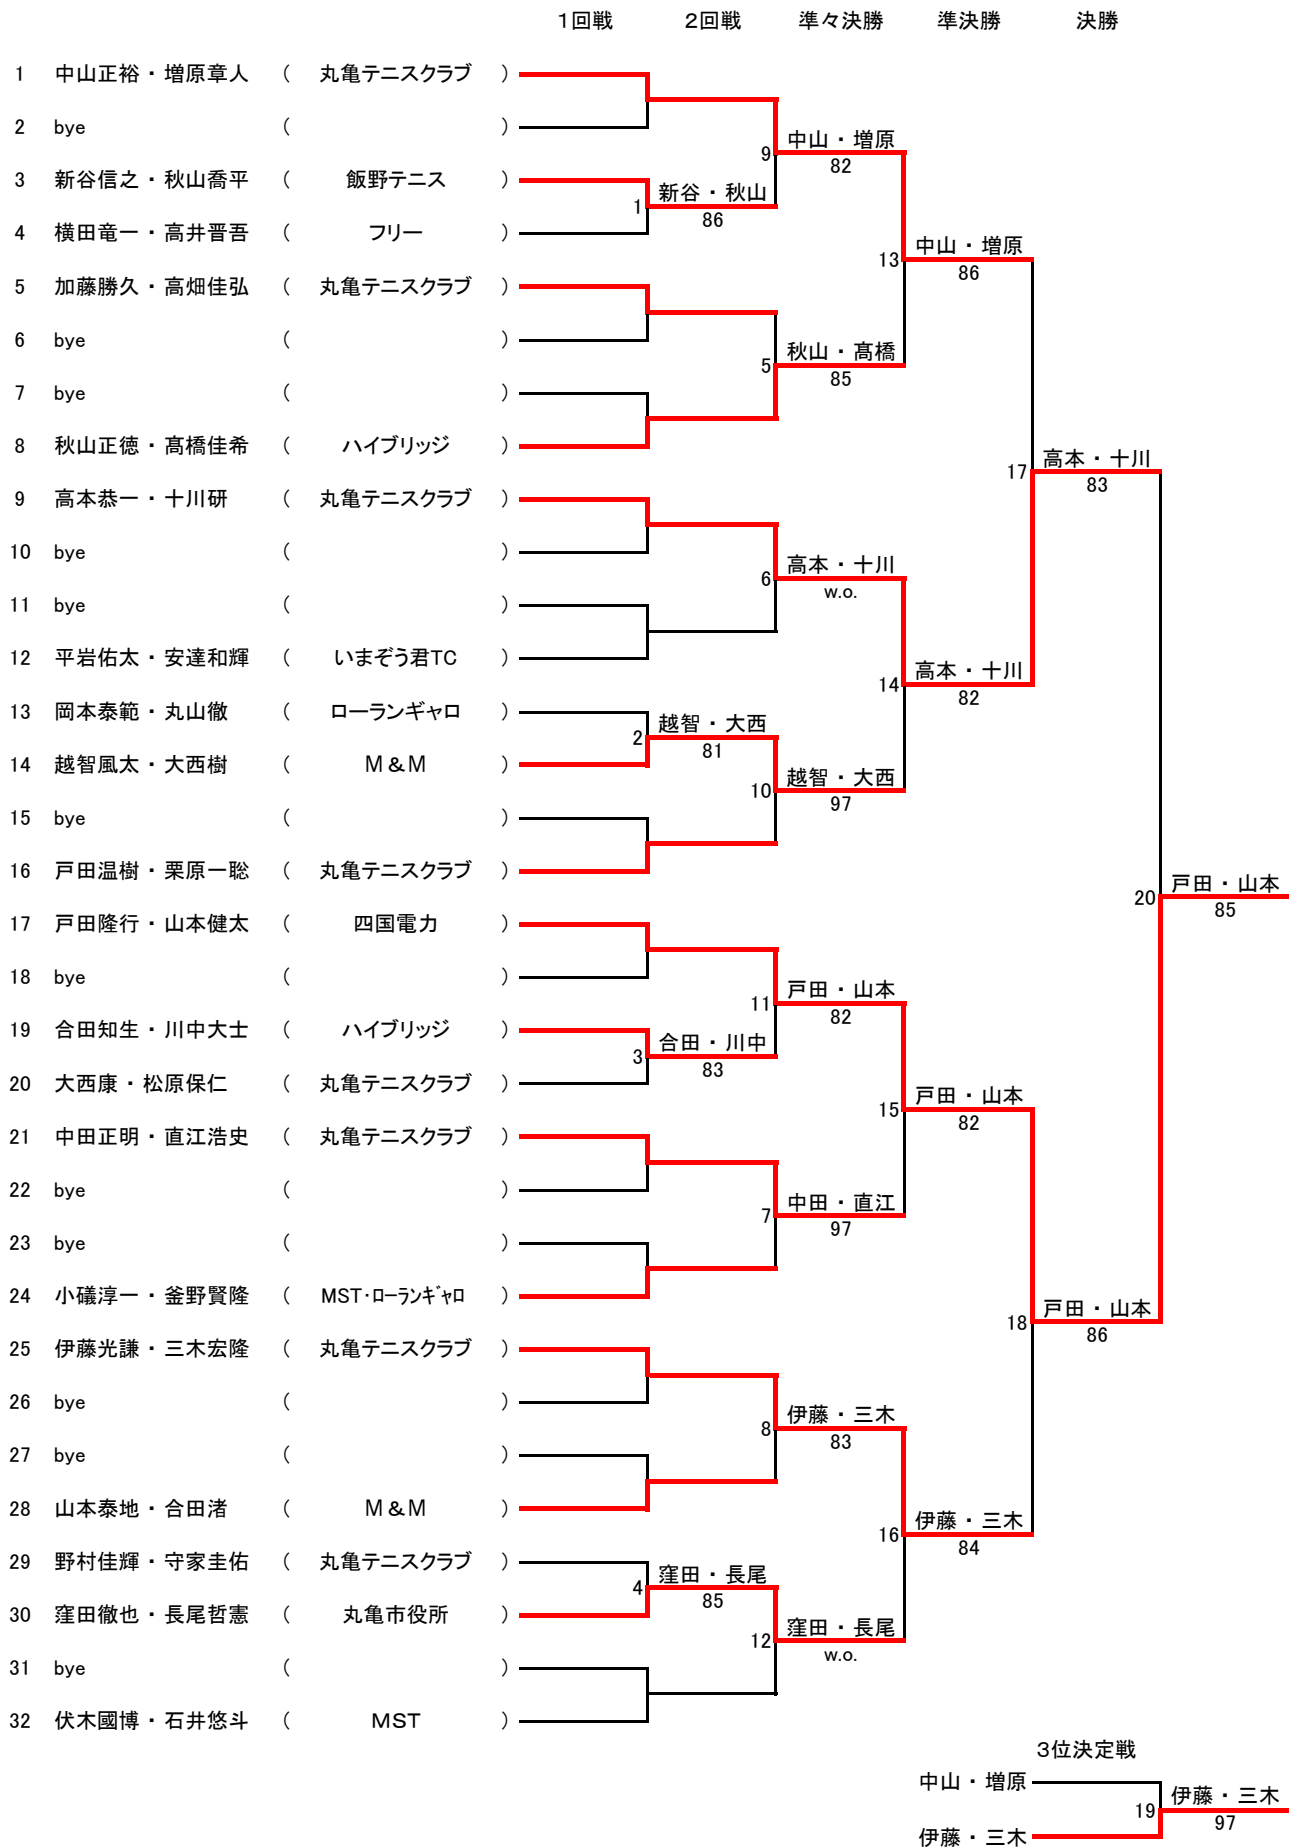 1回戦 2回戦 準々決勝 準決勝 決勝
1 中山正裕・増原章人 ( 丸亀テニスクラブ )
2 bye ( )
中山・増原
9
82
3 新谷信之・秋山喬平 ( 飯野テニス )
新谷・秋山
1
86
4 横田竜一・高井晋吾 ( フリー )
中山・増原
13
86
5 加藤勝久・高畑佳弘 ( 丸亀テニスクラブ )
6 bye ( )
秋山・髙橋
5
85
7 bye ( )
8 秋山正徳・髙橋佳希 ( ハイブリッジ )
高本・十川
17
83
9 高本恭一・十川研 ( 丸亀テニスクラブ )
10 bye ( )
高本・十川
6
w.o.
11 bye ( )
12 平岩佑太・安達和輝 ( いまぞう君TC )
高本・十川
14
82
13 岡本泰範・丸山徹 ( ローランギャロ )
越智・大西
2
81
14 越智風太・大西樹 ( M&M )
越智・大西
10
97
15 bye ( )
16 戸田温樹・栗原一聡 ( 丸亀テニスクラブ )
戸田・山本
20
85
17 戸田隆行・山本健太 ( 四国電力 )
18 bye ( )
戸田・山本
11
82
19 合田知生・川中大士 ( ハイブリッジ )
合田・川中
3
83
20 大西康・松原保仁 ( 丸亀テニスクラブ )
戸田・山本
15
82
21 中田正明・直江浩史 ( 丸亀テニスクラブ )
22 bye ( )
中田・直江
7
97
23 bye ( )
24 小礒淳一・釜野賢隆 ( MST・ローランギャロ )
戸田・山本
18
86
25 伊藤光謙・三木宏隆 ( 丸亀テニスクラブ )
26 bye ( )
伊藤・三木
8
83
27 bye ( )
28 山本泰地・合田渚 ( M&M )
伊藤・三木
16
84
29 野村佳輝・守家圭佑 ( 丸亀テニスクラブ )
窪田・長尾
4
85
30 窪田徹也・長尾哲憲 ( 丸亀市役所 )
窪田・長尾
12
w.o.
31 bye ( )
32 伏木國博・石井悠斗 ( MST )
3位決定戦
中山・増原
伊藤・三木
19
97
伊藤・三木